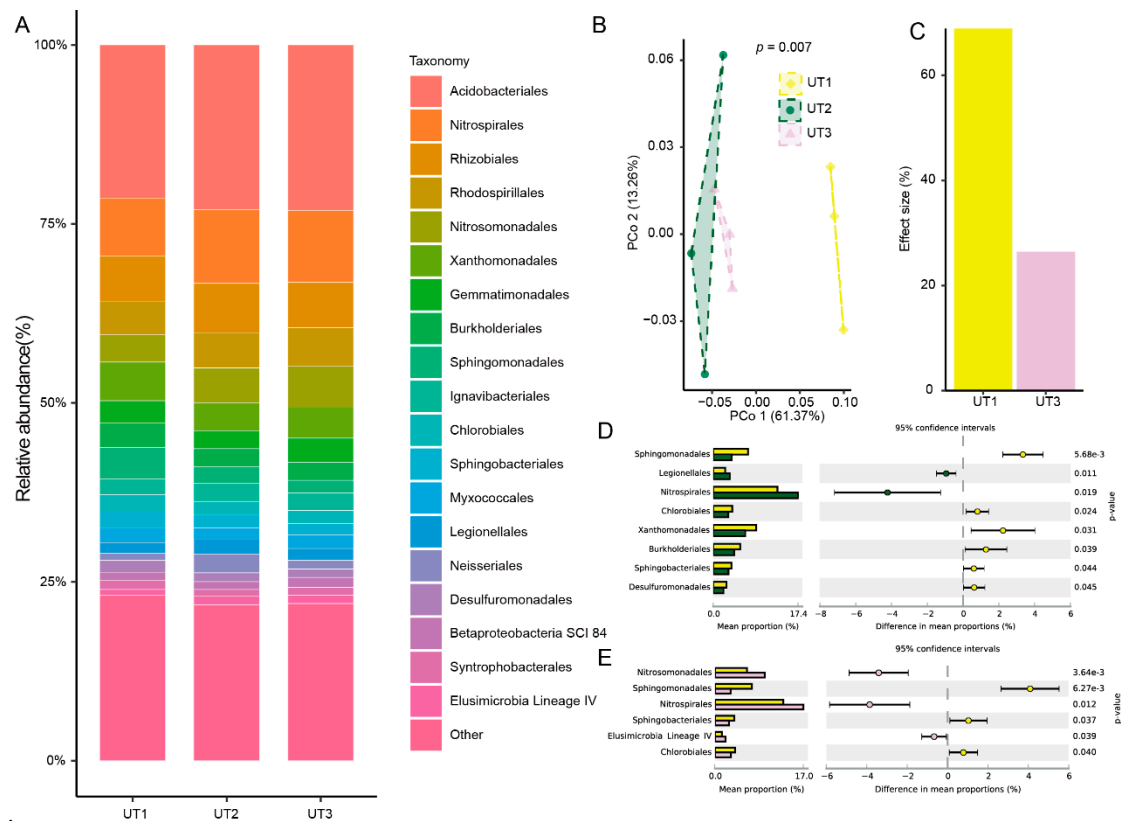 A
Relative abundance(%)
100%
75%
50%
25%
0%
UT1
UT2
UT3
Taxonomy
Acidobacteriales
Nitrospirales
Rhizobiales
Rhodospirillales
Nitrosomonadales
Xanthomonadales
Gemmatimonadales
Burkholderiales
Sphingomonadales
Ignavibacteriales
Chlorobiales
Sphingobacteriales
Myxococcales
Legionellales
Neisseriales
Desulfuromonadales
Betaproteobacteria SCI 84
Syntrophobacterales
Elusimicrobia Lineage IV
Other
B
p = 0.007
UT1
UT2
UT3
PCo 2 (13.26%)
0.06
0.03
0.00
−0.03
−0.05
0.00
0.05
0.10
PCo 1 (61.37%)
C
Effect size (%)
60
40
20
0
UT1
UT3
D
95% confidence intervals
Sphingomonadales
5.68e-3
Legionellales
0.011
Nitrospirales
0.019
Chlorobiales
0.024
Xanthomonadales
0.031
Burkholderiales
0.039
Sphingobacteriales
0.044
Desulfuromonadales
0.045
p-value
0.0
17.4
−8
−6
−4
−2
0
2
4
6
Mean proportion (%)
Difference in mean proportions (%)
E
95% confidence intervals
Nitrosomonadales
3.64e-3
Sphingomonadales
6.27e-3
Nitrospirales
0.012
Sphingobacteriales
0.037
Elusimicrobia Lineage IV
0.039
Chlorobiales
0.040
p-value
0.0
17.0
−6
−4
−2
0
2
4
6
Mean proportion (%)
Difference in mean proportions (%)